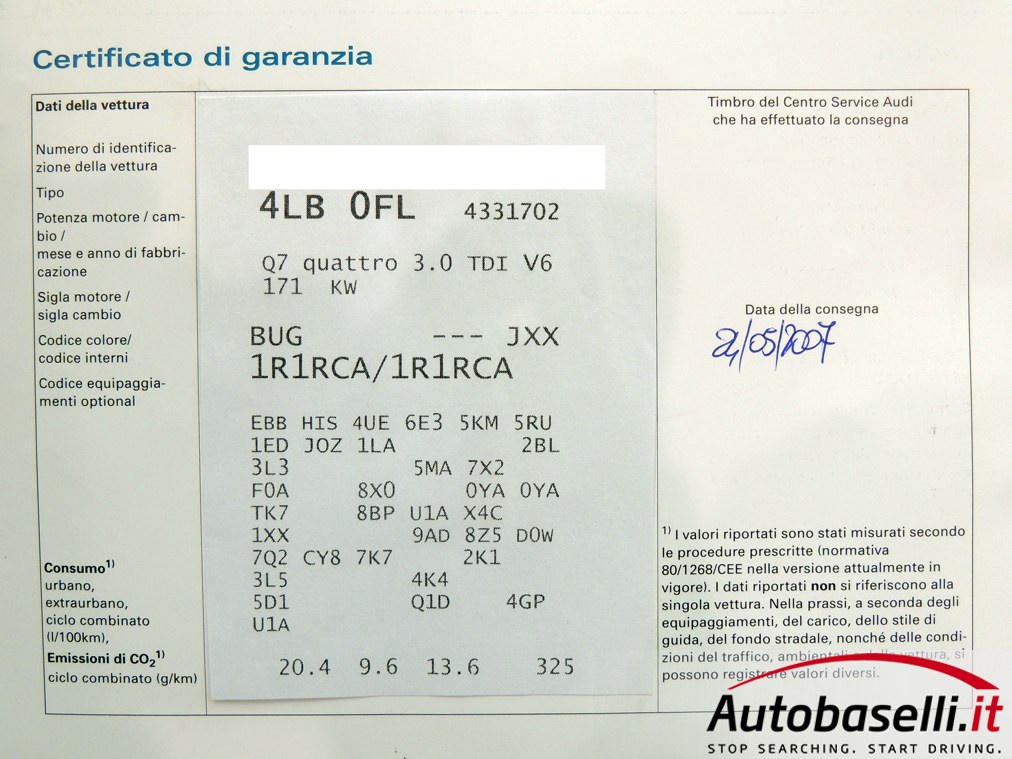 Certificato di garanzia
Dati della vettura
Numero di identifica-
zione della vettura
Tipo
Potenza motore / cam-
bio /
mese e anno di fabbri-
cazione
Sigla motore /
sigla cambio
Codice colore/
codice interni
Codice equipaggia-
menti optional
Consumo1)
urbano,
extraurbano,
ciclo combinato
(l/100km),
Emissioni di CO2 1)
ciclo combinato (g/km)
4LB 0FL 4331702
Q7 quattro 3.0 TDI V6
171 KW
BUG --- JXX
1R1RCA/1R1RCA
EBB HIS 4UE 6E3 5KM 5RU
1ED JOZ 1LA 2BL
3L3 5MA 7X2
F0A 8X0 0YA 0YA
TK7 8BP U1A X4C
1XX 9AD 8Z5 D0W
7Q2 CY8 7K7 2K1
3L5 4K4
5D1 Q1D 4GP
U1A
20.4 9.6 13.6 325
Timbro del Centro Service Audi
che ha effettuato la consegna
Data della consegna
/05/2007
1) I valori riportati sono stati misurati secondo
le procedure prescritte (normativa
80/1268/CEE nella versione attualmente in
vigore). I dati riportati non si riferiscono alla
singola vettura. Nella prassi, a seconda degli
equipaggiamenti, del carico, dello stile di
guida, del fondo stradale, nonché delle condi-
zioni del traffico, ambientali e della vettura, si
possono registrare valori diversi.
Autobaselli.it
STOP SEARCHING. START DRIVING.